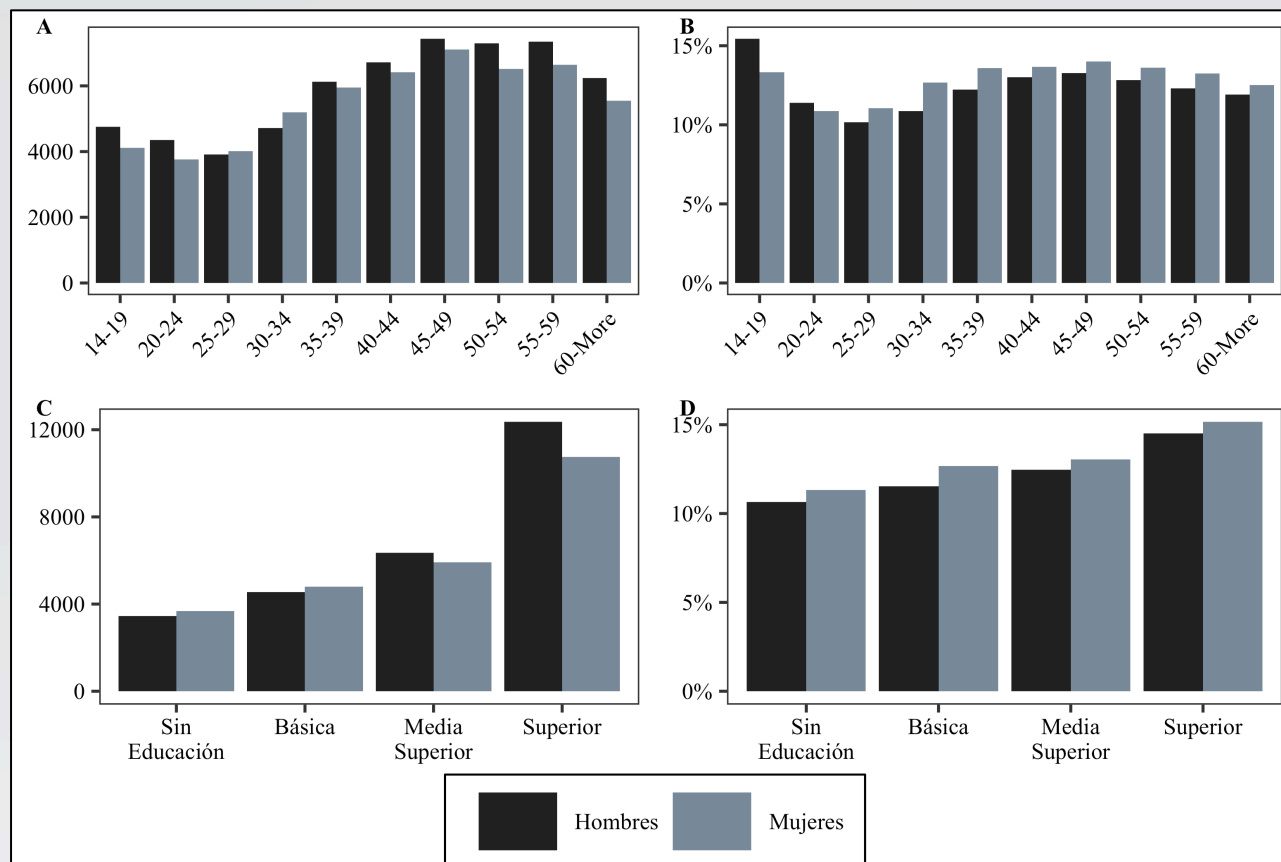 A
6000
4000
2000
0
14-19 20-24 25-29 30-34 35-39 40-44 45-49 50-54 55-59 60-More
B
15%
10%
5%
0%
14-19 20-24 25-29 30-34 35-39 40-44 45-49 50-54 55-59 60-More
C
12000
8000
4000
0
Sin Básica Media Superior
Educación Superior
D
15%
10%
5%
0%
Sin Básica Media Superior
Educación Superior
Hombres Mujeres